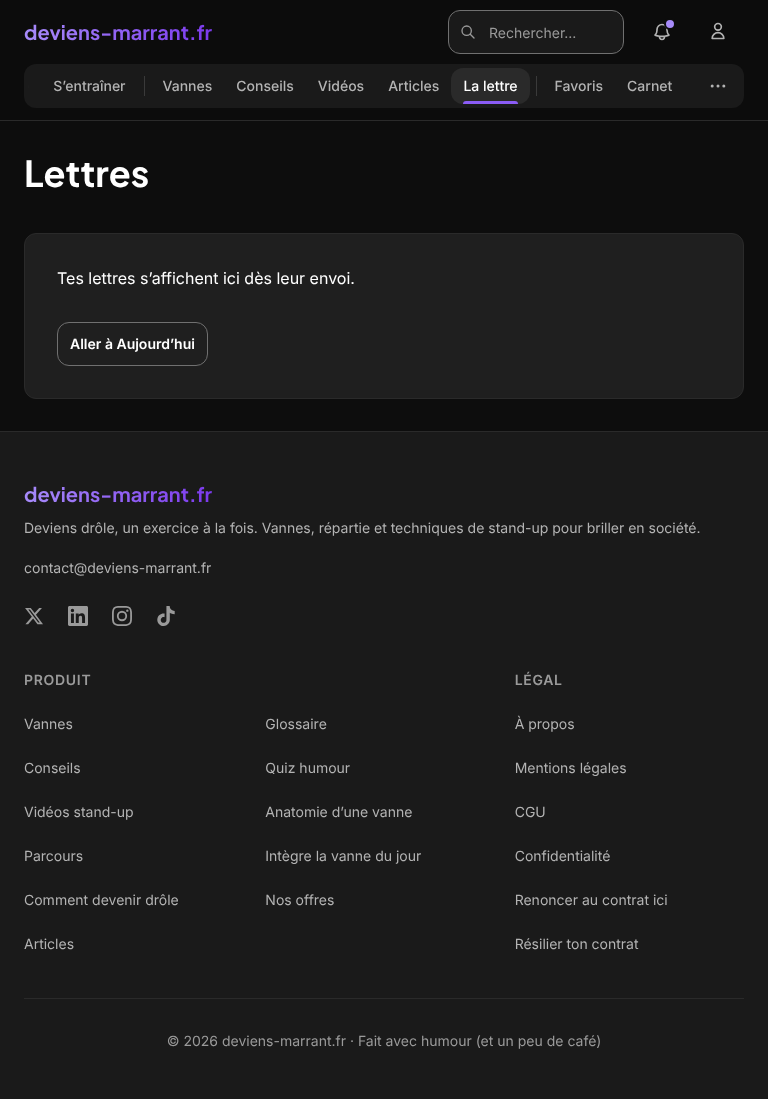 deviens-marrant.fr
Rechercher...
S’entraîner
Vannes
Conseils
Vidéos
Articles
La lettre
Favoris
Carnet
Lettres
Tes lettres s’affichent ici dès leur envoi.
Aller à Aujourd’hui
deviens-marrant.fr
Deviens drôle, un exercice à la fois. Vannes, répartie et techniques de stand-up pour briller en société.
contact@deviens-marrant.fr
PRODUIT
Vannes
Conseils
Vidéos stand-up
Parcours
Comment devenir drôle
Articles
Glossaire
Quiz humour
Anatomie d’une vanne
Intègre la vanne du jour
Nos offres
LÉGAL
À propos
Mentions légales
CGU
Confidentialité
Renoncer au contrat ici
Résilier ton contrat
© 2026 deviens-marrant.fr · Fait avec humour (et un peu de café)